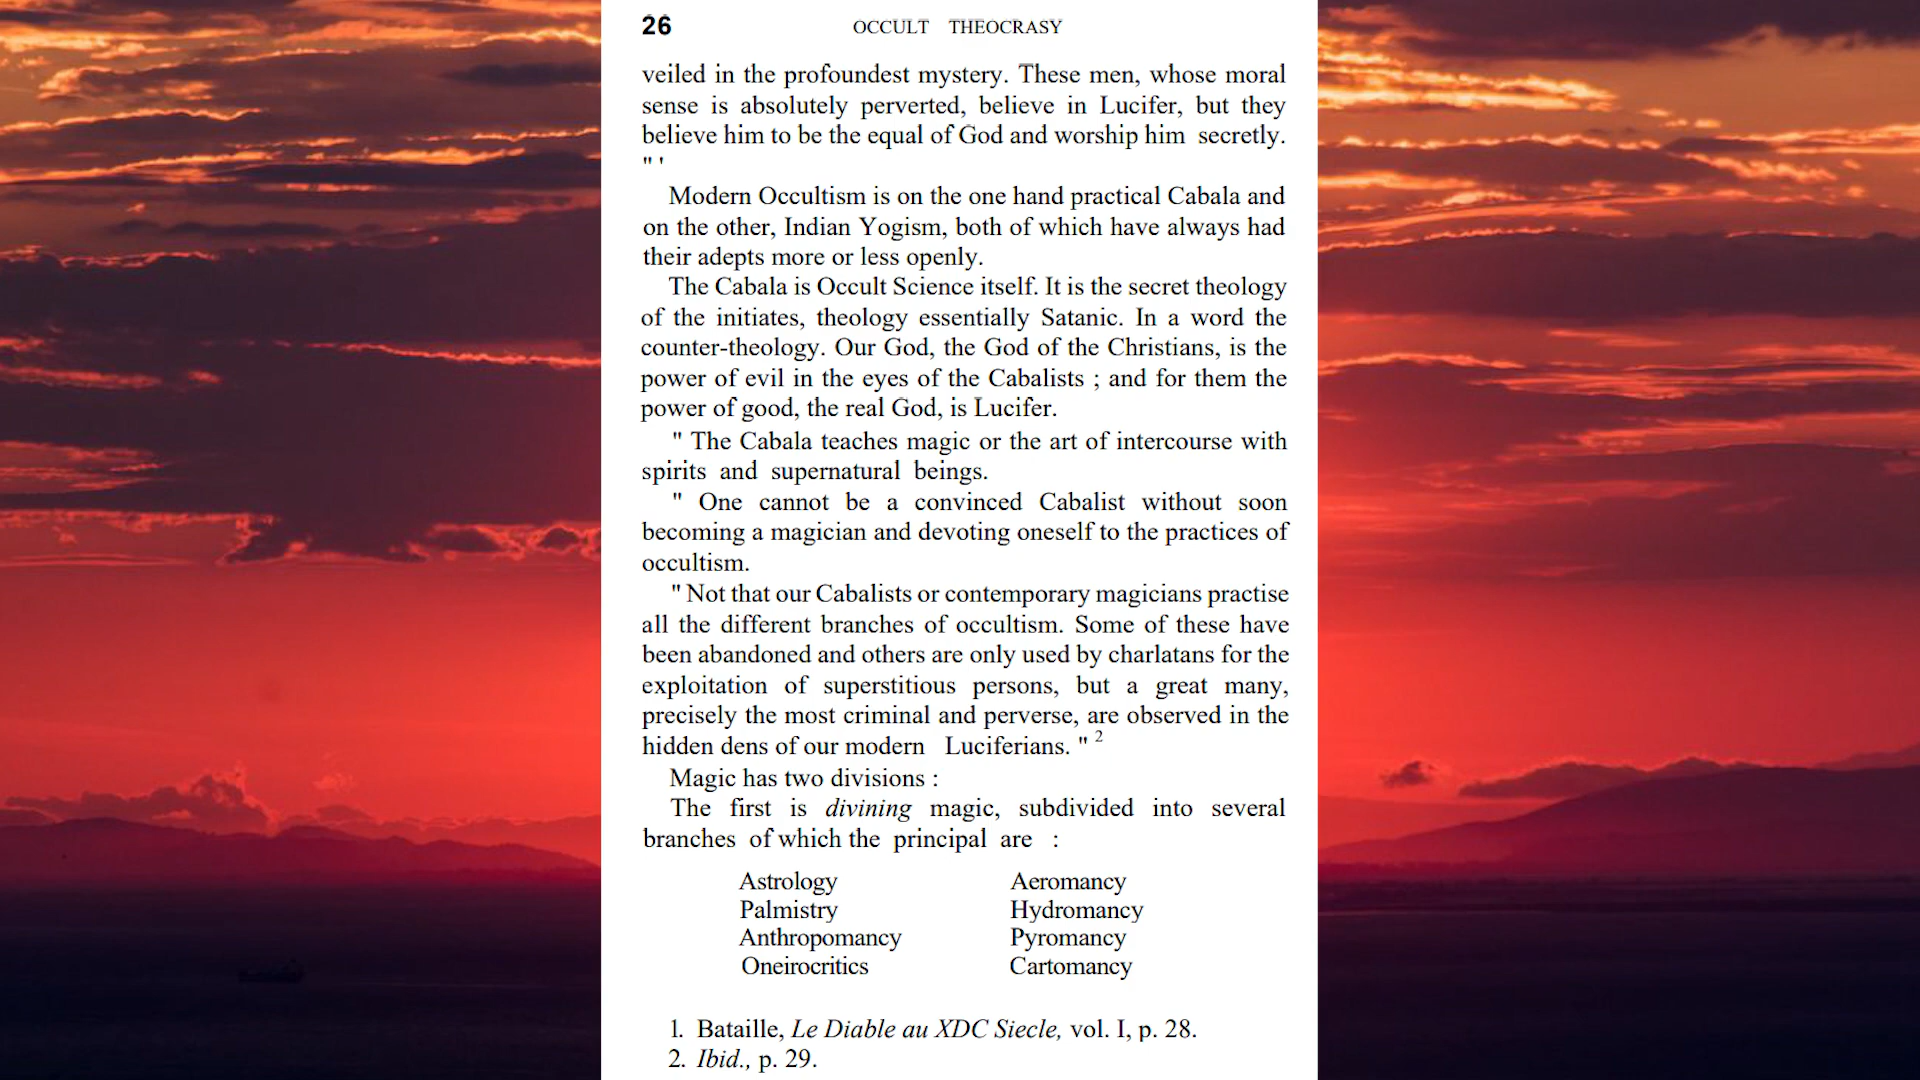 26 OCCULT THEOCRASY
veiled in the profoundest mystery. These men, whose moral
sense is absolutely perverted, believe in Lucifer, but they
believe him to be the equal of God and worship him secretly.
" '
Modern Occultism is on the one hand practical Cabala and
on the other, Indian Yogism, both of which have always had
their adepts more or less openly.
The Cabala is Occult Science itself. It is the secret theology
of the initiates, theology essentially Satanic. In a word the
counter-theology. Our God, the God of the Christians, is the
power of evil in the eyes of the Cabalists ; and for them the
power of good, the real God, is Lucifer.
" The Cabala teaches magic or the art of intercourse with
spirits and supernatural beings.
" One cannot be a convinced Cabalist without soon
becoming a magician and devoting oneself to the practices of
occultism.
" Not that our Cabalists or contemporary magicians practise
all the different branches of occultism. Some of these have
been abandoned and others are only used by charlatans for the
exploitation of superstitious persons, but a great many,
precisely the most criminal and perverse, are observed in the
hidden dens of our modern Luciferians. " 2
Magic has two divisions :
The first is divining magic, subdivided into several
branches of which the principal are :
Astrology Aeromancy
Palmistry Hydromancy
Anthropomancy Pyromancy
Oneirocritics Cartomancy
1. Bataille, Le Diable au XDC Siecle, vol. I, p. 28.
2. Ibid., p. 29.